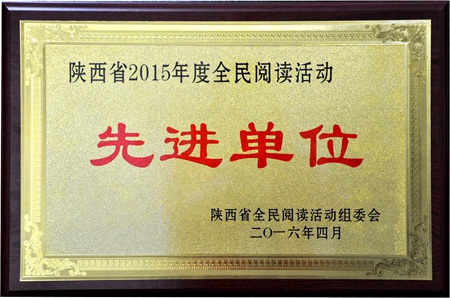 陕西省2015年度全民阅读活动
先进单位
陕西省全民阅读活动组委会
二〇一六年四月